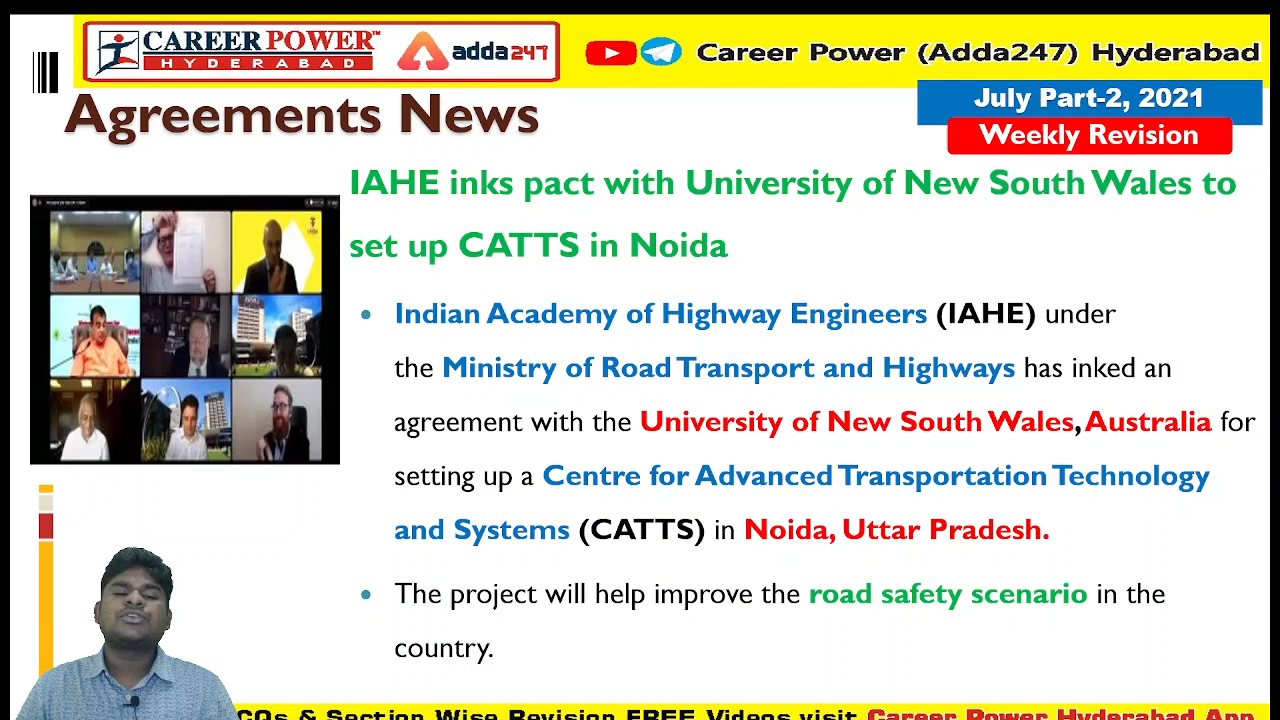 CAREER POWER™
HYDERABAD
adda247
Career Power (Adda247) Hyderabad
Agreements News
July Part-2, 2021
Weekly Revision
IAHE inks pact with University of New South Wales to
set up CATTS in Noida
• Indian Academy of Highway Engineers (IAHE) under
the Ministry of Road Transport and Highways has inked an
agreement with the University of New South Wales, Australia for
setting up a Centre for Advanced Transportation Technology
and Systems (CATTS) in Noida, Uttar Pradesh.
• The project will help improve the road safety scenario in the
country.
CQs & Section Wise Revision FREE Videos visit Career Power Hyderabad App